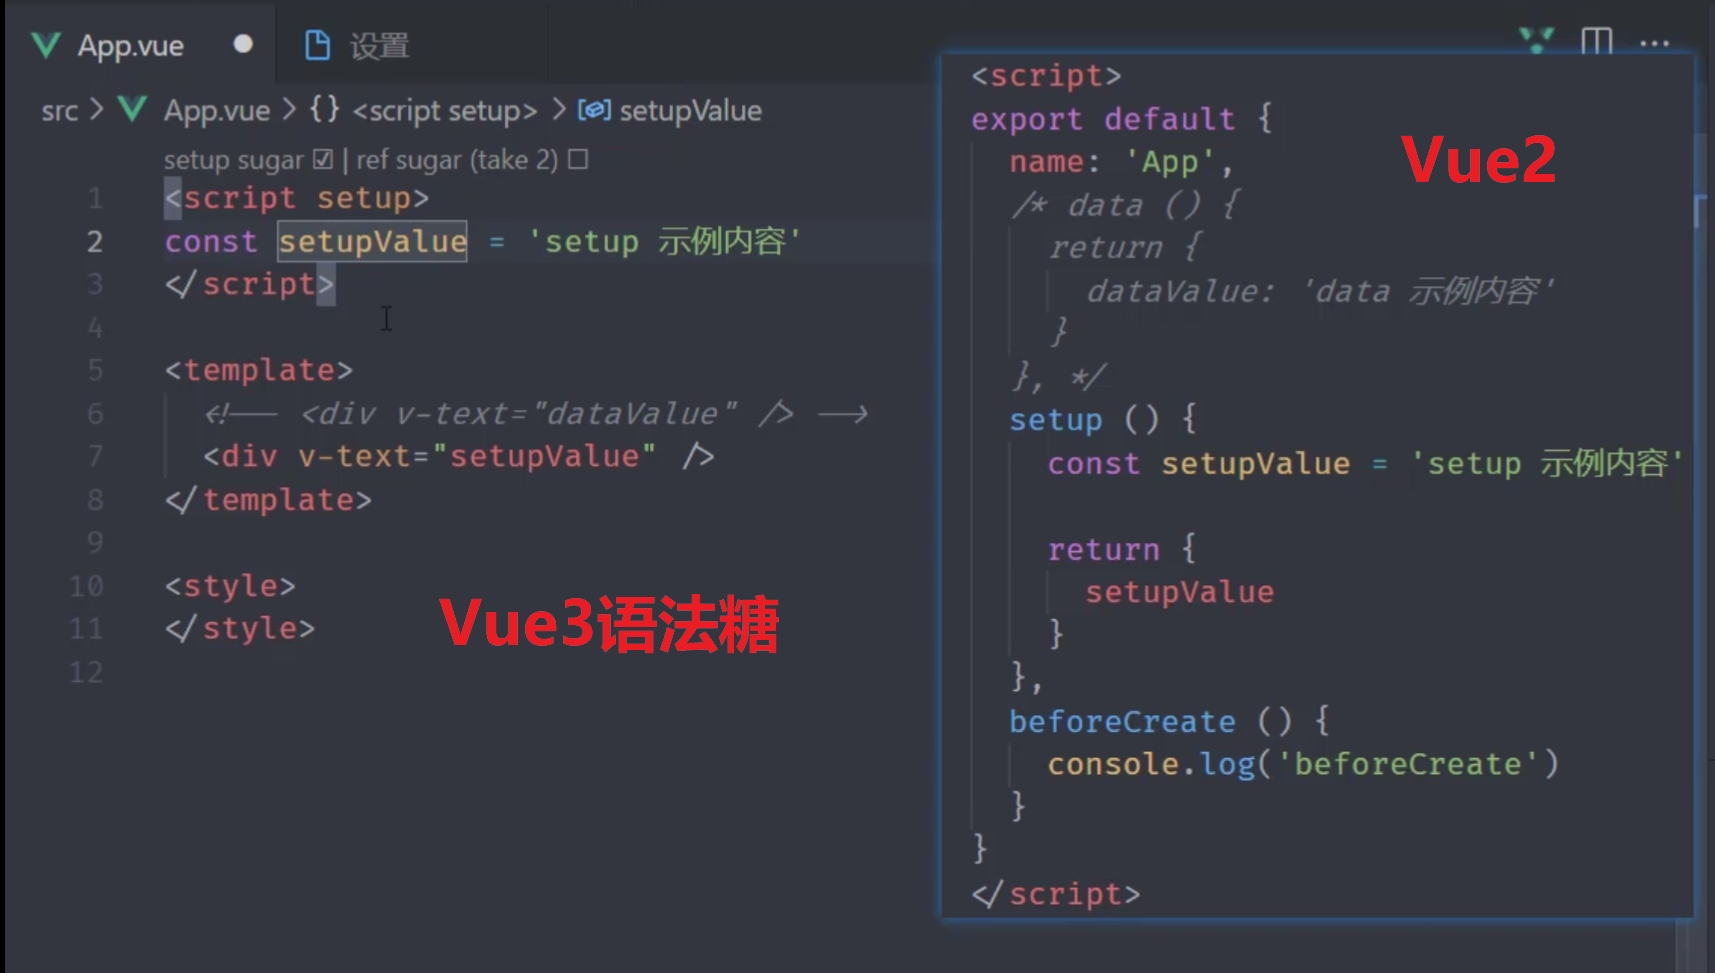 App.vue
设置
src > App.vue > {} <script setup> > setupValue
setup sugar ☑ | ref sugar (take 2) ☐
1 <script setup>
2 const setupValue = 'setup 示例内容'
3 </script>
4
5 <template>
6 <!-- <div v-text="dataValue" /> -->
7 <div v-text="setupValue" />
8 </template>
9
10 <style>
11 </style>
12
Vue3语法糖
<script>
export default {
name: 'App',
/* data () {
return {
dataValue: 'data 示例内容'
}
}, */
setup () {
const setupValue = 'setup 示例内容'
return {
setupValue
}
},
beforeCreate () {
console.log('beforeCreate')
}
}
</script>
Vue2